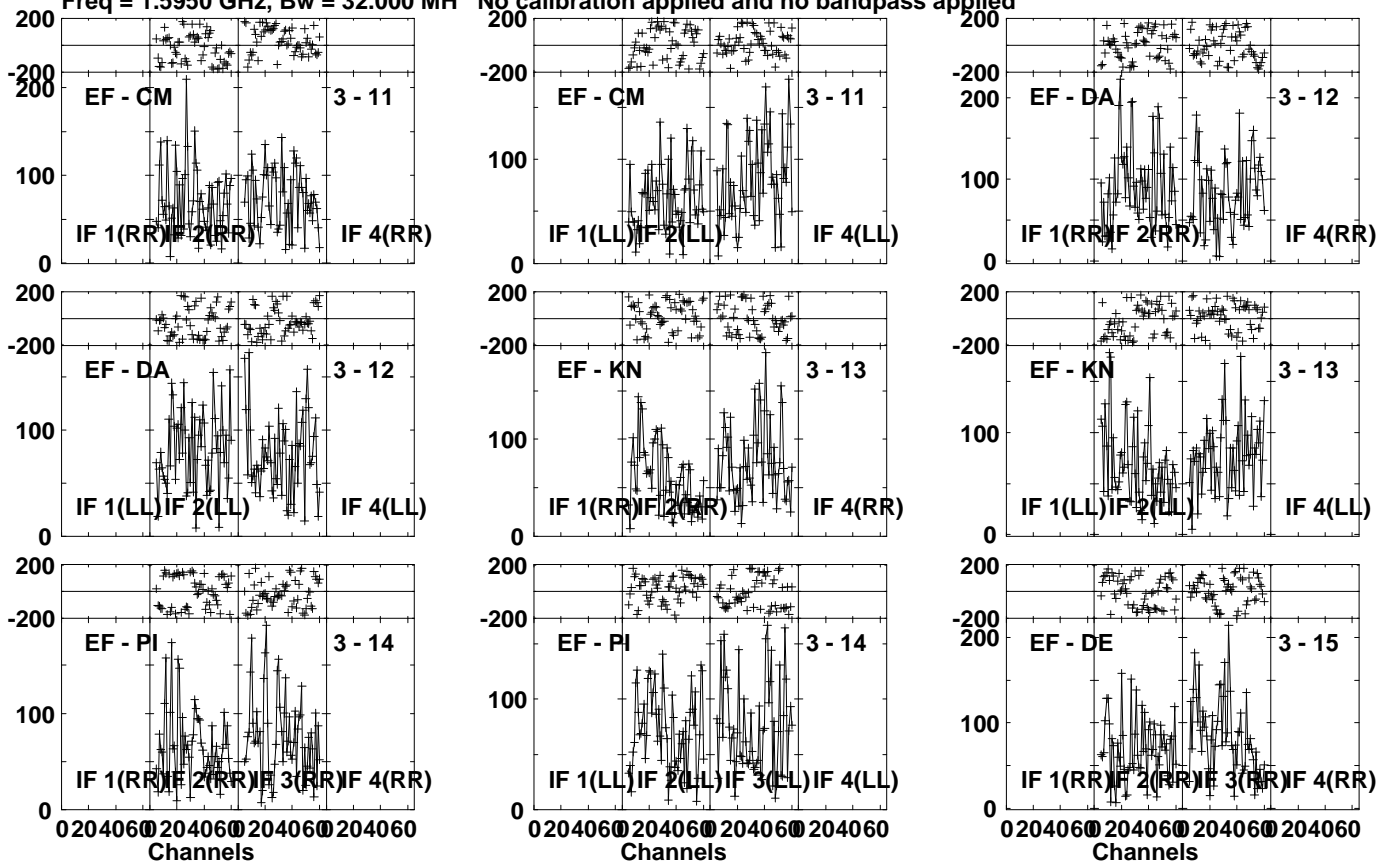 Freq = 1.5950 GHz, Bw = 32.000 MH No calibration applied and no bandpass applied
200
-200
200
100
0
EF - CM
3 - 11
IF 1(RR)
IF 2(RR)
IF 4(RR)
200
-200
100
0
EF - CM
3 - 11
IF 1(LL)
IF 2(LL)
IF 4(LL)
200
-200
200
100
0
EF - DA
3 - 12
IF 1(RR)
IF 2(RR)
IF 4(RR)
200
-200
100
0
EF - DA
3 - 12
IF 1(LL)
IF 2(LL)
IF 4(LL)
200
-200
100
0
EF - KN
3 - 13
IF 1(RR)
IF 2(RR)
IF 4(RR)
200
-200
100
0
EF - KN
3 - 13
IF 1(LL)
IF 2(LL)
IF 4(LL)
200
-200
100
0
EF - PI
3 - 14
IF 1(RR)
IF 2(RR)
IF 3(RR)
IF 4(RR)
0 20 40 60 0 20 40 60 0 20 40 60 0 20 40 60
Channels
200
-200
100
0
EF - PI
3 - 14
IF 1(LL)
IF 2(LL)
IF 3(LL)
IF 4(LL)
0 20 40 60 0 20 40 60 0 20 40 60 0 20 40 60
Channels
200
-200
200
100
0
EF - DE
3 - 15
IF 1(RR)
IF 2(RR)
IF 3(RR)
IF 4(RR)
0 20 40 60 0 20 40 60 0 20 40 60 0 20 40 60
Channels